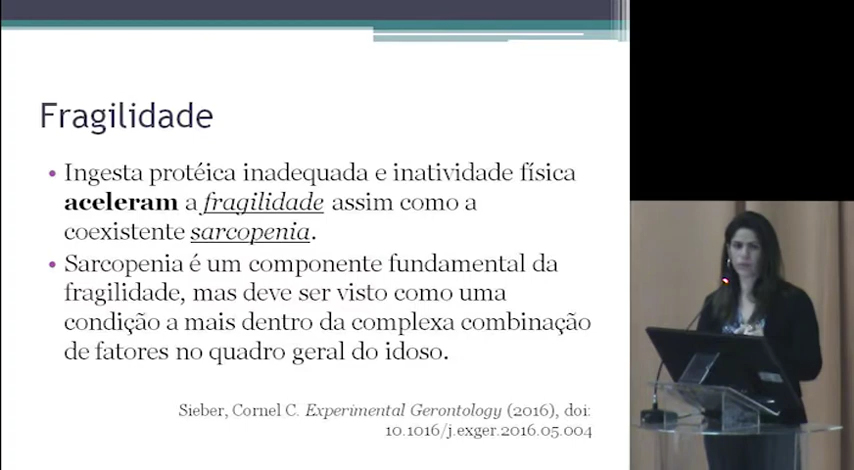 Fragilidade
• Ingesta protéica inadequada e inatividade física
aceleram a fragilidade assim como a
coexistente sarcopenia.
• Sarcopenia é um componente fundamental da
fragilidade, mas deve ser visto como uma
condição a mais dentro da complexa combinação
de fatores no quadro geral do idoso.
Sieber, Cornel C. Experimental Gerontology (2016), doi:
10.1016/j.exger.2016.05.004